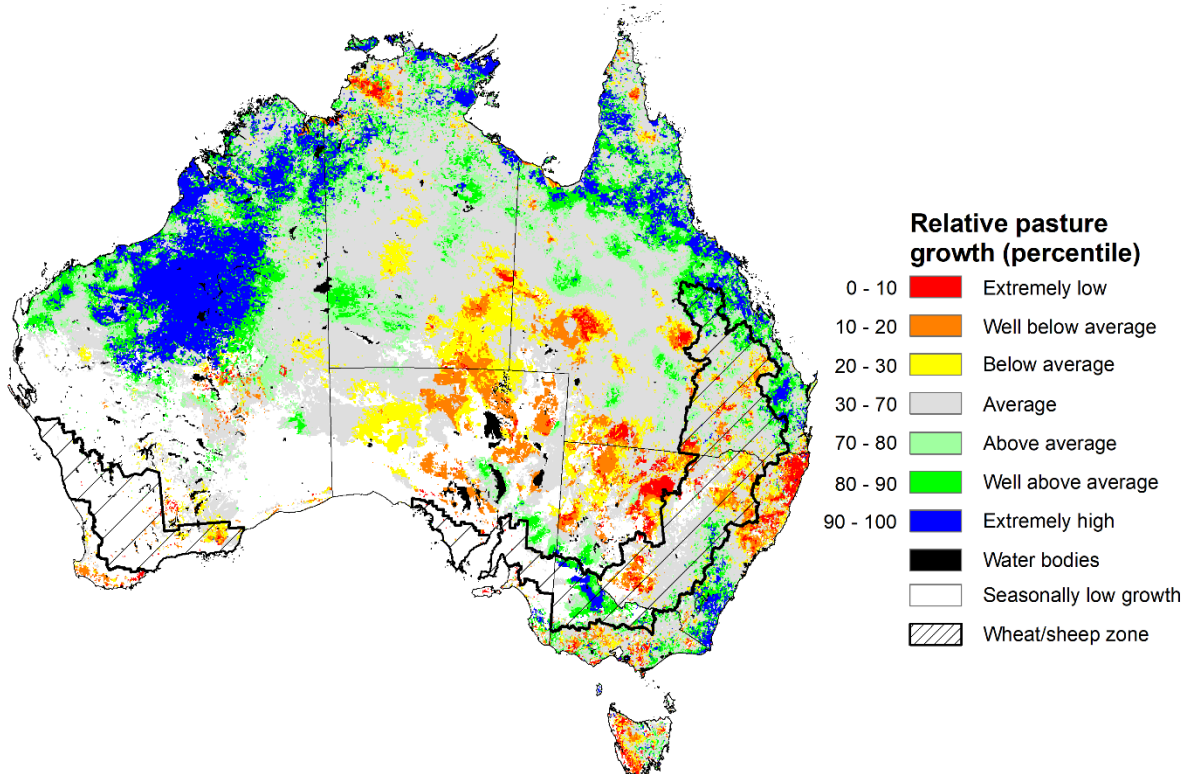 Relative pasture
growth (percentile)
0 - 10 Extremely low
10 - 20 Well below average
20 - 30 Below average
30 - 70 Average
70 - 80 Above average
80 - 90 Well above average
90 - 100 Extremely high
Water bodies
Seasonally low growth
Wheat/sheep zone